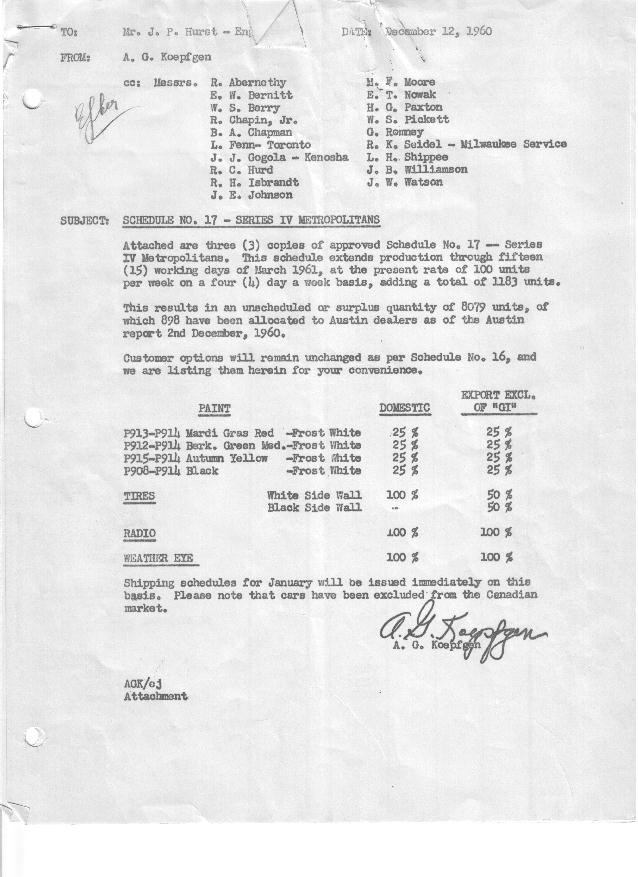 TO: Mr. J. P. Hurst - En DATE: December 12, 1960
FROM: A. G. Koepfgen
cc: Messrs. R. Abernethy M. F. Moore
E. W. Bernitt E. T. Nowak
W. S. Berry H. G. Paxton
R. Chapin, Jr. W. S. Pickett
B. A. Chapman G. Romney
L. Fenn- Toronto R. K. Seidel - Milwaukee Service
J. J. Gogola - Kenosha L. H. Shippee
R. C. Hurd J. B. Williamson
R. H. Isbrandt J. W. Watson
J. E. Johnson
SUBJECT: SCHEDULE NO. 17 - SERIES IV METROPOLITANS
Attached are three (3) copies of approved Schedule No. 17 -- Series
IV Metropolitans. This schedule extends production through fifteen
(15) working days of March 1961, at the present rate of 100 units
per week on a four (4) day a week basis, adding a total of 1183 units.
This results in an unscheduled or surplus quantity of 8079 units, of
which 898 have been allocated to Austin dealers as of the Austin
report 2nd December, 1960.
Customer options will remain unchanged as per Schedule No. 16, and
we are listing them herein for your convenience.
EXPORT EXCL.
PAINT DOMESTIC OF "GI"
P913-P914 Mardi Gras Red -Frost White 25 % 25 %
P912-P914 Berk. Green Med.-Frost White 25 % 25 %
P915-P914 Autumn Yellow -Frost White 25 % 25 %
P908-P914 Black -Frost White 25 % 25 %
TIRES White Side Wall 100 % 50 %
Black Side Wall -- 50 %
RADIO 100 % 100 %
WEATHER EYE 100 % 100 %
Shipping schedules for January will be issued immediately on this
basis. Please note that cars have been excluded from the Canadian
market.
A. G. Koepfgen
A. G. Koepfgen
AGK/ej
Attachment